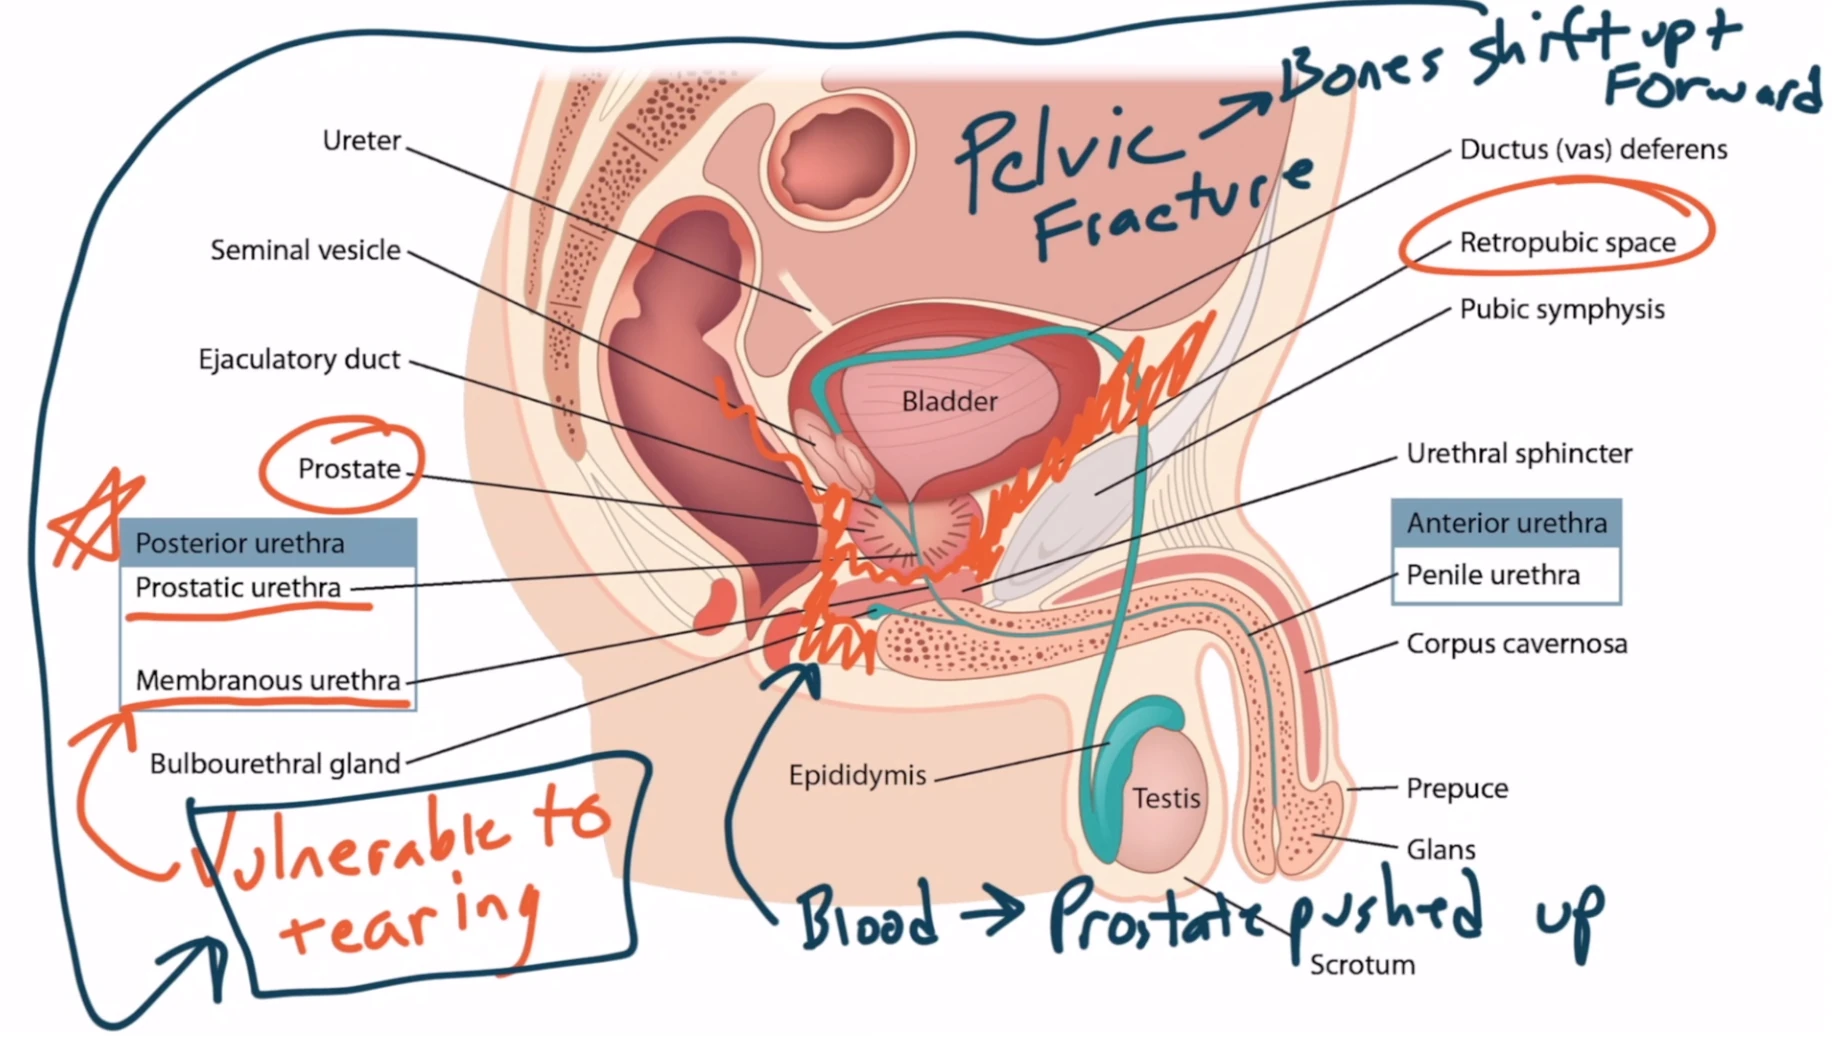 Bones shift up +
Forward
Pelvic →
Fracture
Ureter
Seminal vesicle
Ejaculatory duct
Prostate
Posterior urethra
Prostatic urethra
Membranous urethra
Bulbourethral gland
Vulnerable to
tearing
Bladder
Ductus (vas) deferens
Retropubic space
Pubic symphysis
Urethral sphincter
Anterior urethra
Penile urethra
Corpus cavernosa
Epididymis
Testis
Prepuce
Glans
Blood → Prostate pushed up
Scrotum